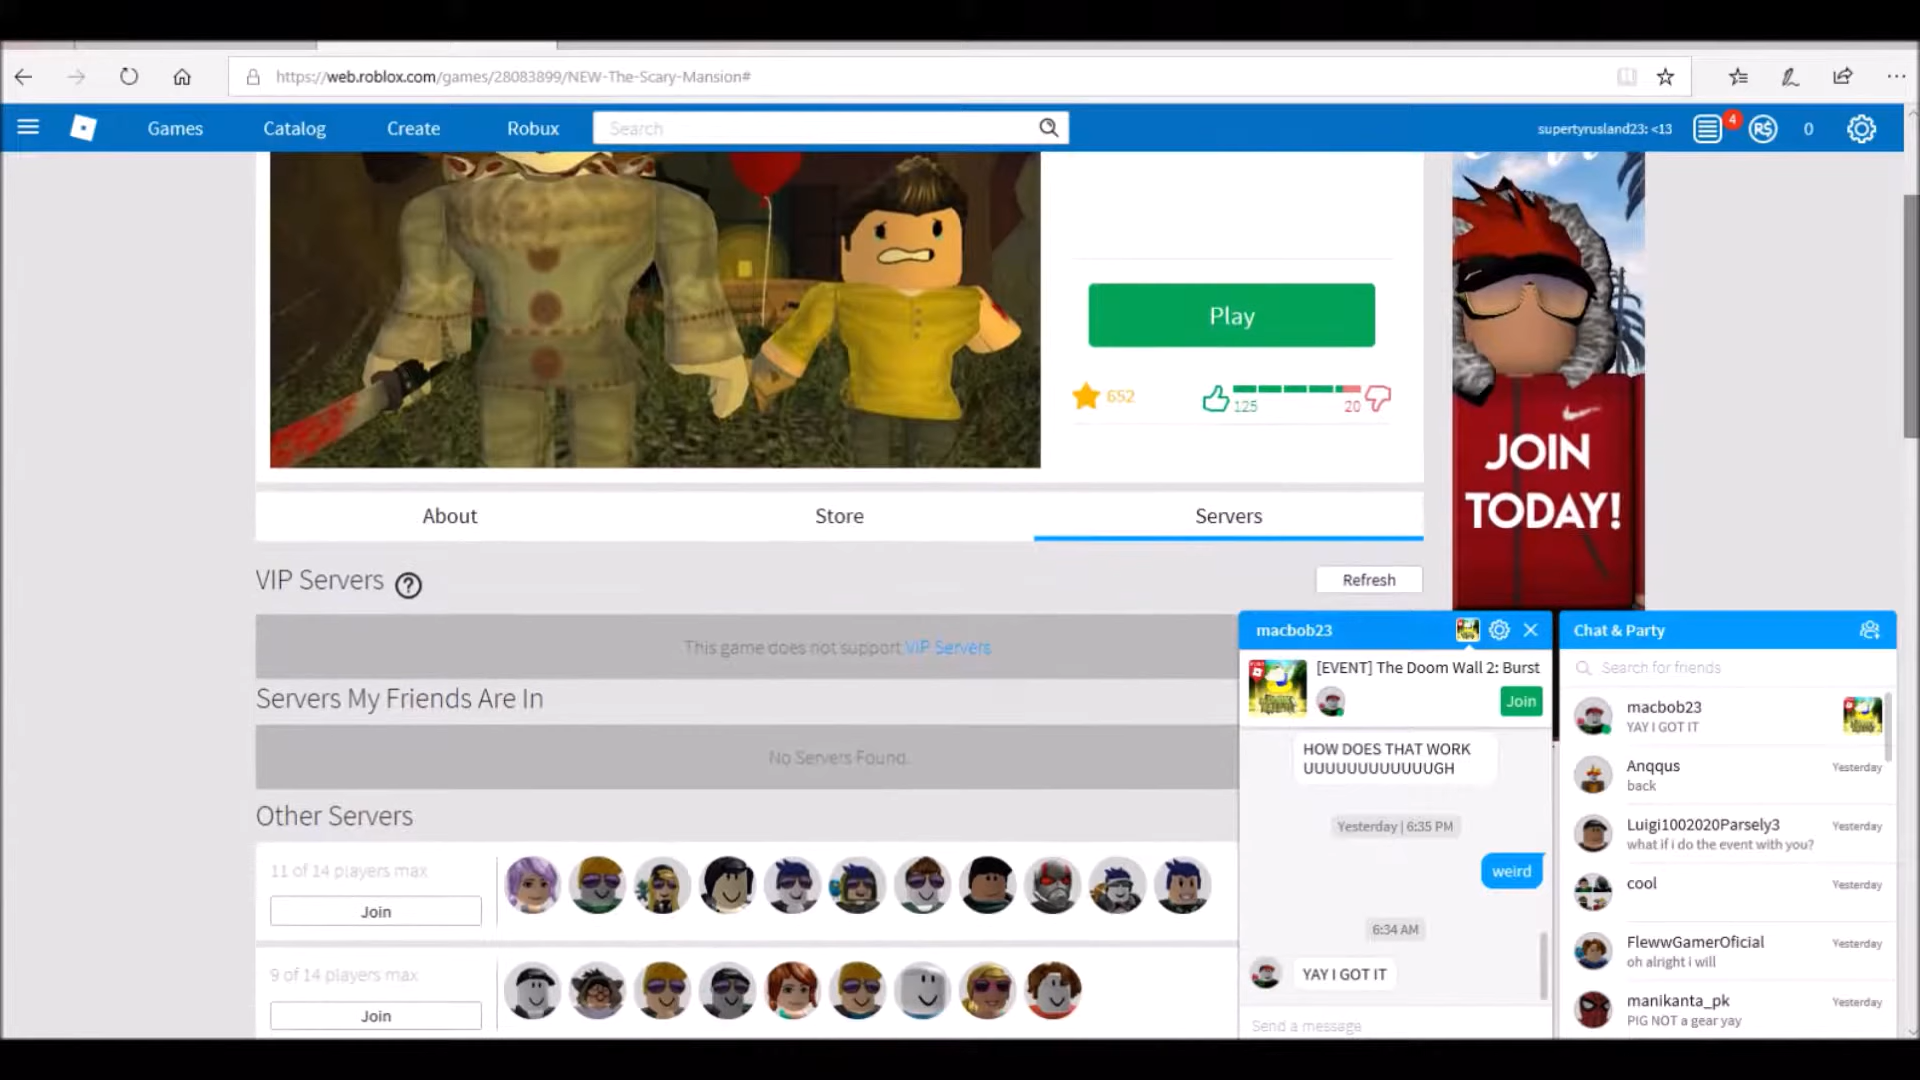 https://web.roblox.com/games/28083899/NEW-The-Scary-Mansion#
Games
Catalog
Create
Robux
Search
supertyrusland23: <13
4
R$
0
Play
652
125
20
JOIN
TODAY!
About
Store
Servers
VIP Servers
?
Refresh
This game does not support VIP Servers
Servers My Friends Are In
No Servers Found.
Other Servers
11 of 14 players max
Join
9 of 14 players max
Join
macbob23
[EVENT] The Doom Wall 2: Burst
Join
HOW DOES THAT WORK
UUUUUUUUUUUUGH
Yesterday | 6:35 PM
weird
6:34 AM
YAY I GOT IT
Send a message
Chat & Party
Search for friends
macbob23
YAY I GOT IT
Anqqus
Yesterday
back
Luigi1002020Parsely3
Yesterday
what if i do the event with you?
cool
Yesterday
FlewwGamerOficial
Yesterday
oh alright i will
manikanta_pk
Yesterday
PIG NOT a gear yay